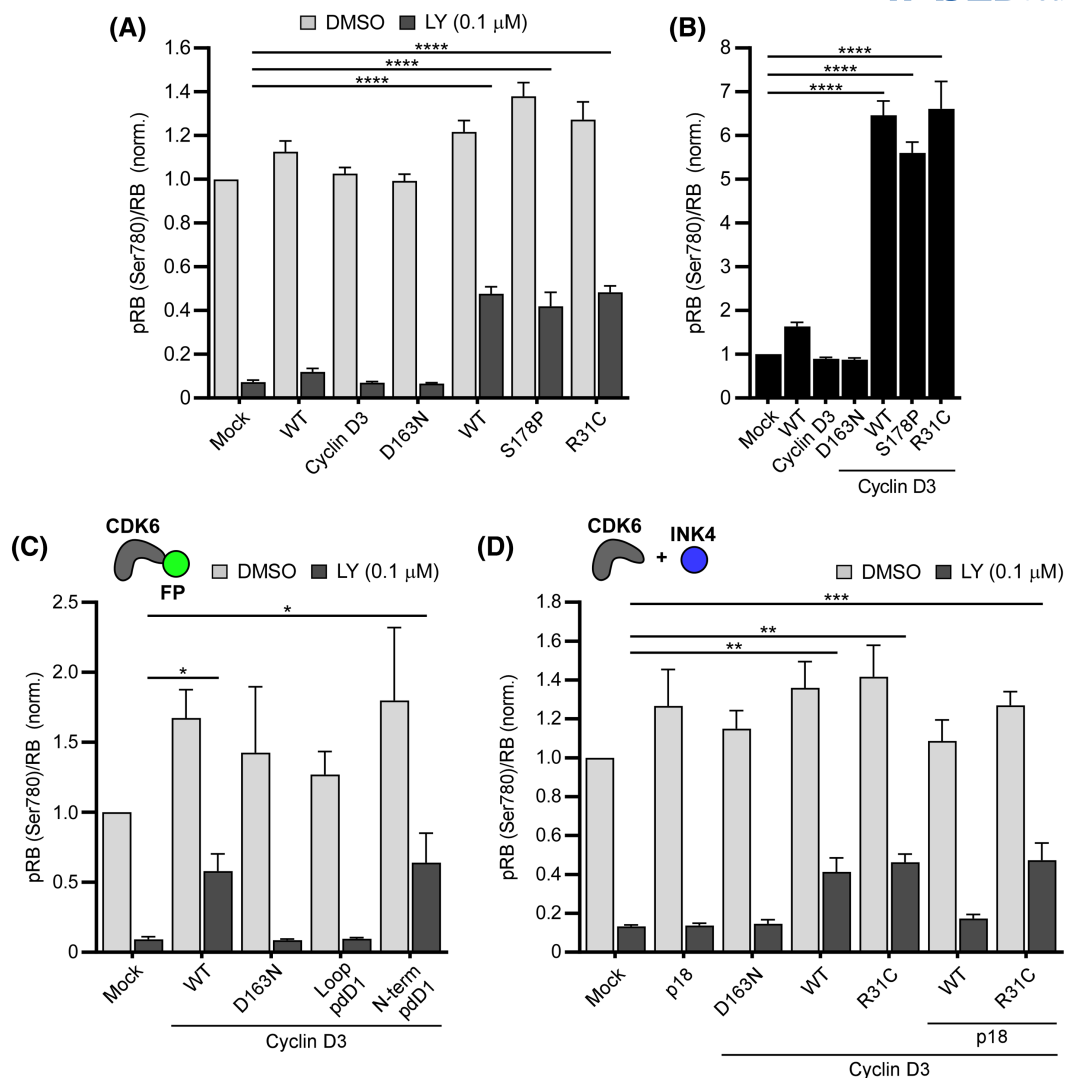 (A)
DMSO LY (0.1 µM)
pRB (Ser780)/RB (norm.)
1.6
1.4
1.2
1.0
0.8
0.6
0.4
0.2
0
****
****
****
Mock
WT
Cyclin D3
D163N
WT
S178P
R31C
(B)
pRB (Ser780)/RB (norm.)
8
7
6
5
4
3
2
1
0
****
****
****
Mock
WT
Cyclin D3
D163N
WT
S178P
R31C
Cyclin D3
(C)
CDK6
FP
DMSO LY (0.1 µM)
pRB (Ser780)/RB (norm.)
2.5
2.0
1.5
1.0
0.5
0
*
*
Mock
WT
D163N
Loop
pdD1
N-term
pdD1
Cyclin D3
(D)
CDK6
+
INK4
DMSO LY (0.1 µM)
pRB (Ser780)/RB (norm.)
1.8
1.6
1.4
1.2
1.0
0.8
0.6
0.4
0.2
0
***
**
**
Mock
p18
D163N
WT
R31C
WT
R31C
p18
Cyclin D3